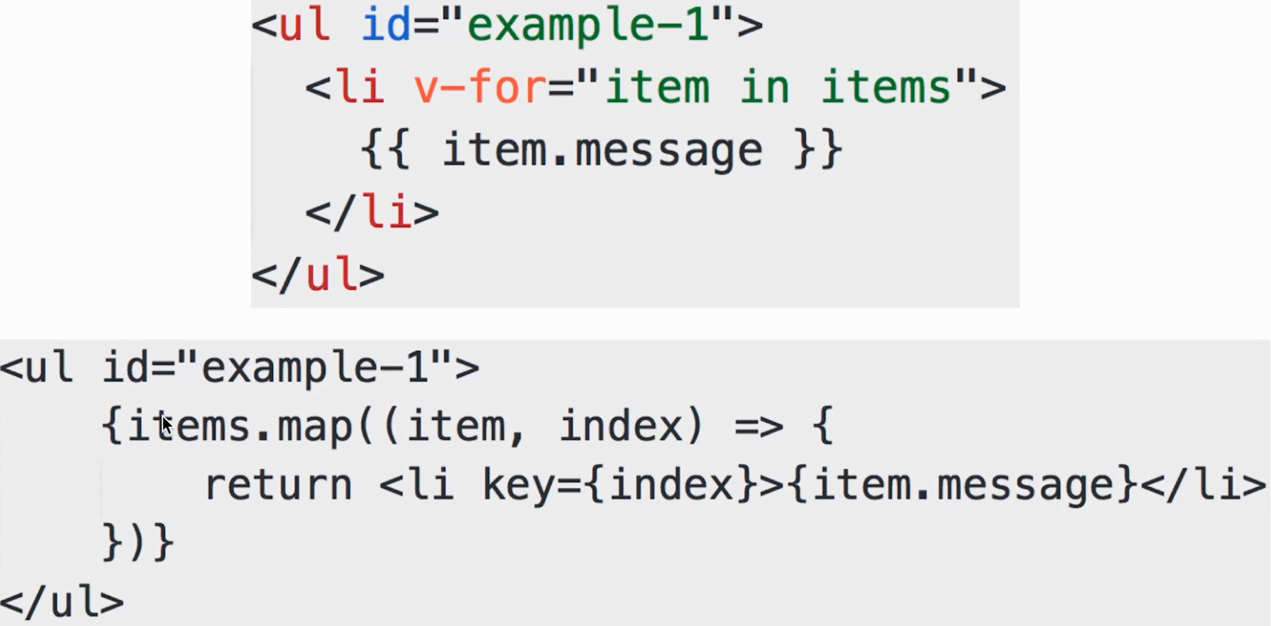 <ul id="example-1">
  <li v-for="item in items">
    {{ item.message }}
  </li>
</ul>
<ul id="example-1">
    {items.map((item, index) => {
        return <li key={index}>{item.message}</li>
    })}
</ul>